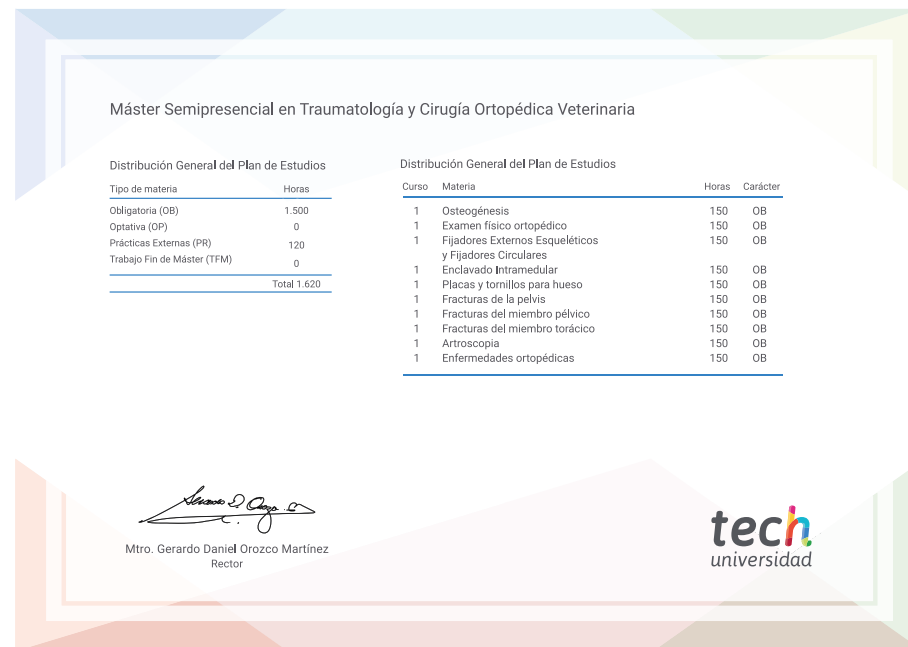 Máster Semipresencial en Traumatología y Cirugía Ortopédica Veterinaria
Distribución General del Plan de Estudios
Tipo de materia Horas
Obligatoria (OB) 1.500
Optativa (OP) 0
Prácticas Externas (PR) 120
Trabajo Fin de Máster (TFM) 0
Total 1.620
Distribución General del Plan de Estudios
Curso Materia Horas Carácter
1 Osteogénesis 150 OB
1 Examen físico ortopédico 150 OB
1 Fijadores Externos Esqueléticos 150 OB
y Fijadores Circulares
1 Enclavado Intramedular 150 OB
1 Placas y tornillos para hueso 150 OB
1 Fracturas de la pelvis 150 OB
1 Fracturas del miembro pélvico 150 OB
1 Fracturas del miembro torácico 150 OB
1 Artroscopia 150 OB
1 Enfermedades ortopédicas 150 OB
Mtro. Gerardo Daniel Orozco Martínez
Rector
tech
universidad